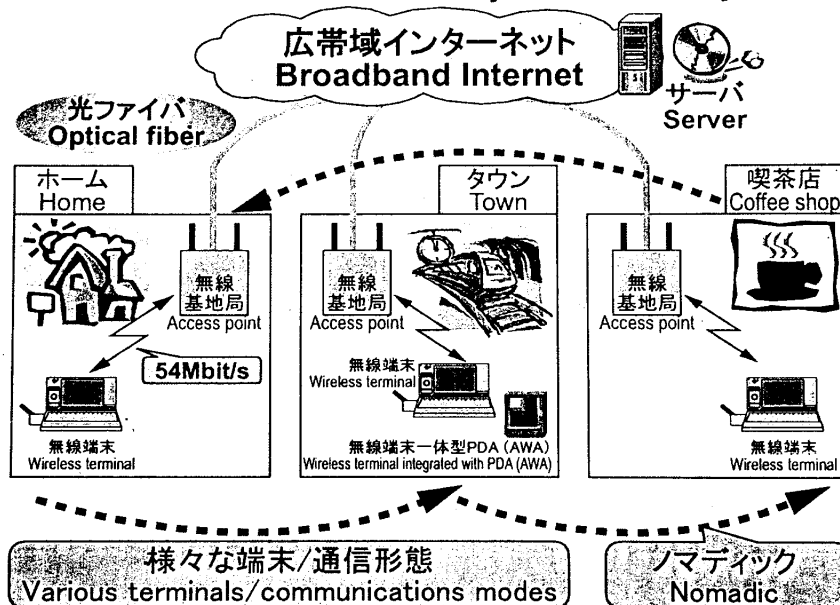 広帯域インターネット
Broadband Internet
サーバ
Server
光ファイバ
Optical fiber
ホーム
Home
無線
基地局
Access point
54Mbit/s
無線端末
Wireless terminal
タウン
Town
無線
基地局
Access point
無線端末
Wireless terminal
無線端末一体型PDA (AWA)
Wireless terminal integrated with PDA (AWA)
喫茶店
Coffee shop
無線
基地局
Access point
無線端末
Wireless terminal
様々な端末/通信形態
Various terminals/communications modes
ノマディック
Nomadic